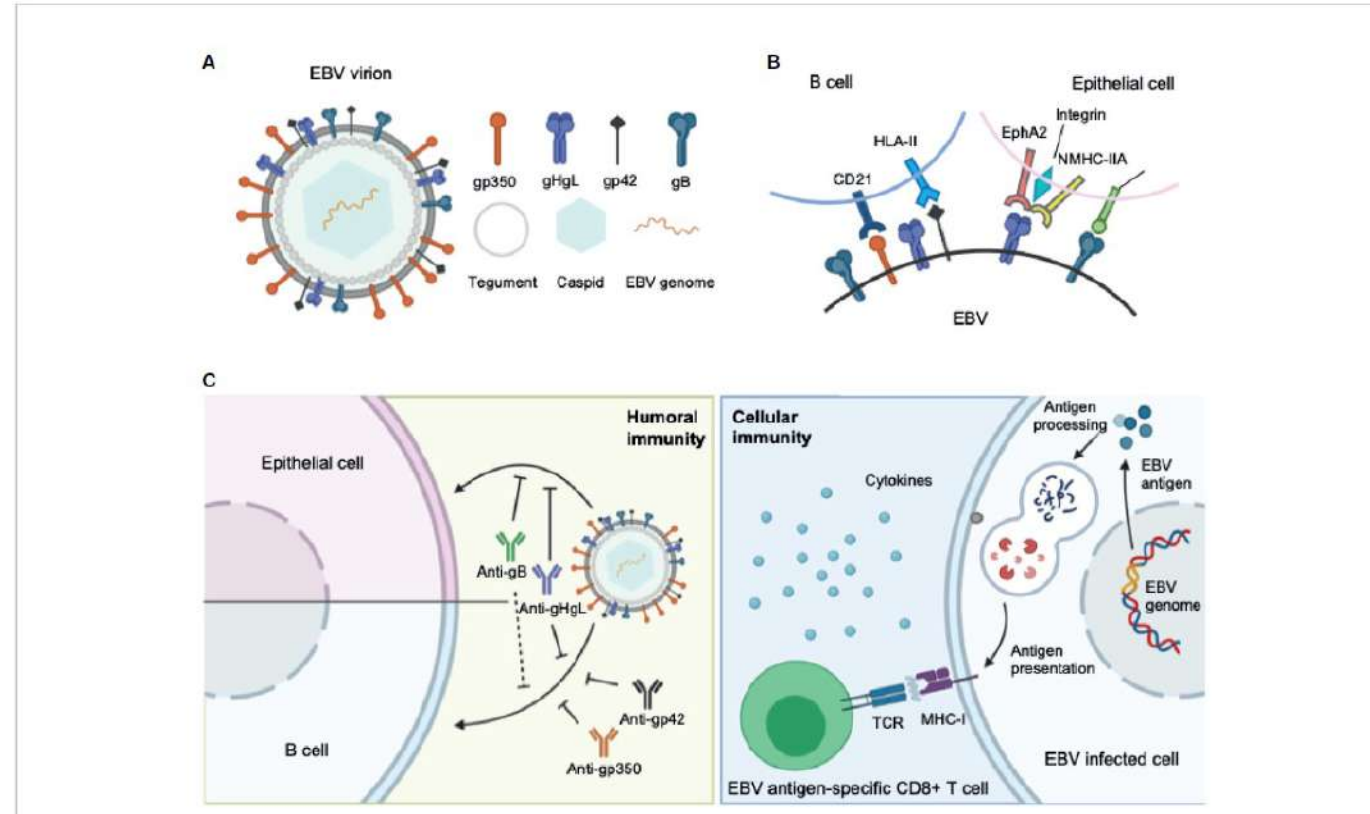 A
EBV virion
gp350
gHgL
gp42
gB
Tegument
Caspid
EBV genome
B
B cell
Epithelial cell
Integrin
EphA2
HLA-II
NMHC-IIA
CD21
EBV
C
Humoral
immunity
Epithelial cell
Anti-gB
Anti-gHgL
Anti-gp42
Anti-gp350
B cell
Cellular
immunity
Cytokines
Antigen
processing
EBV
antigen
EBV
genome
Antigen
presentation
TCR
MHC-I
EBV infected cell
EBV antigen-specific CD8+ T cell